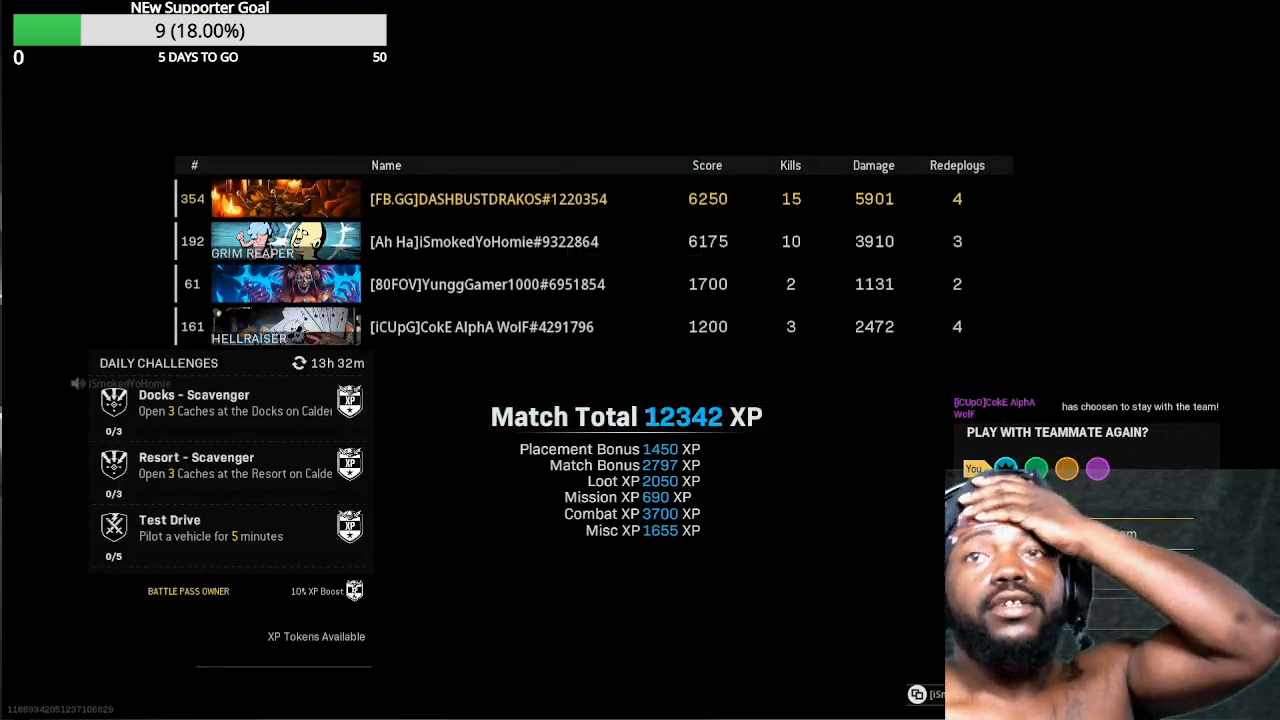 NEw Supporter Goal
9 (18.00%)
0 5 DAYS TO GO 50
# Name Score Kills Damage Redeploys
354 [FB.GG]DASHBUSTDRAKOS#1220354 6250 15 5901 4
192 GRIM REAPER [Ah Ha]iSmokedYoHomie#9322864 6175 10 3910 3
61 [80FOV]YunggGamer1000#6951854 1700 2 1131 2
161 HELLRAISER [iCUpG]CokE AlphA WolF#4291796 1200 3 2472 4
DAILY CHALLENGES 13h 32m
iSmokedYoHomie
Docks - Scavenger
Open 3 Caches at the Docks on Calder
XP
0/3
Resort - Scavenger
Open 3 Caches at the Resort on Calde
XP
0/3
Test Drive
Pilot a vehicle for 5 minutes
XP
0/5
BATTLE PASS OWNER 10% XP Boost
XP Tokens Available
Match Total 12342 XP
Placement Bonus 1450 XP
Match Bonus 2797 XP
Loot XP 2050 XP
Mission XP 690 XP
Combat XP 3700 XP
Misc XP 1655 XP
[iCUpG]CokE AlphA
WolF
has choosen to stay with the team!
PLAY WITH TEAMMATE AGAIN?
You
[iSm
11869342051237106629